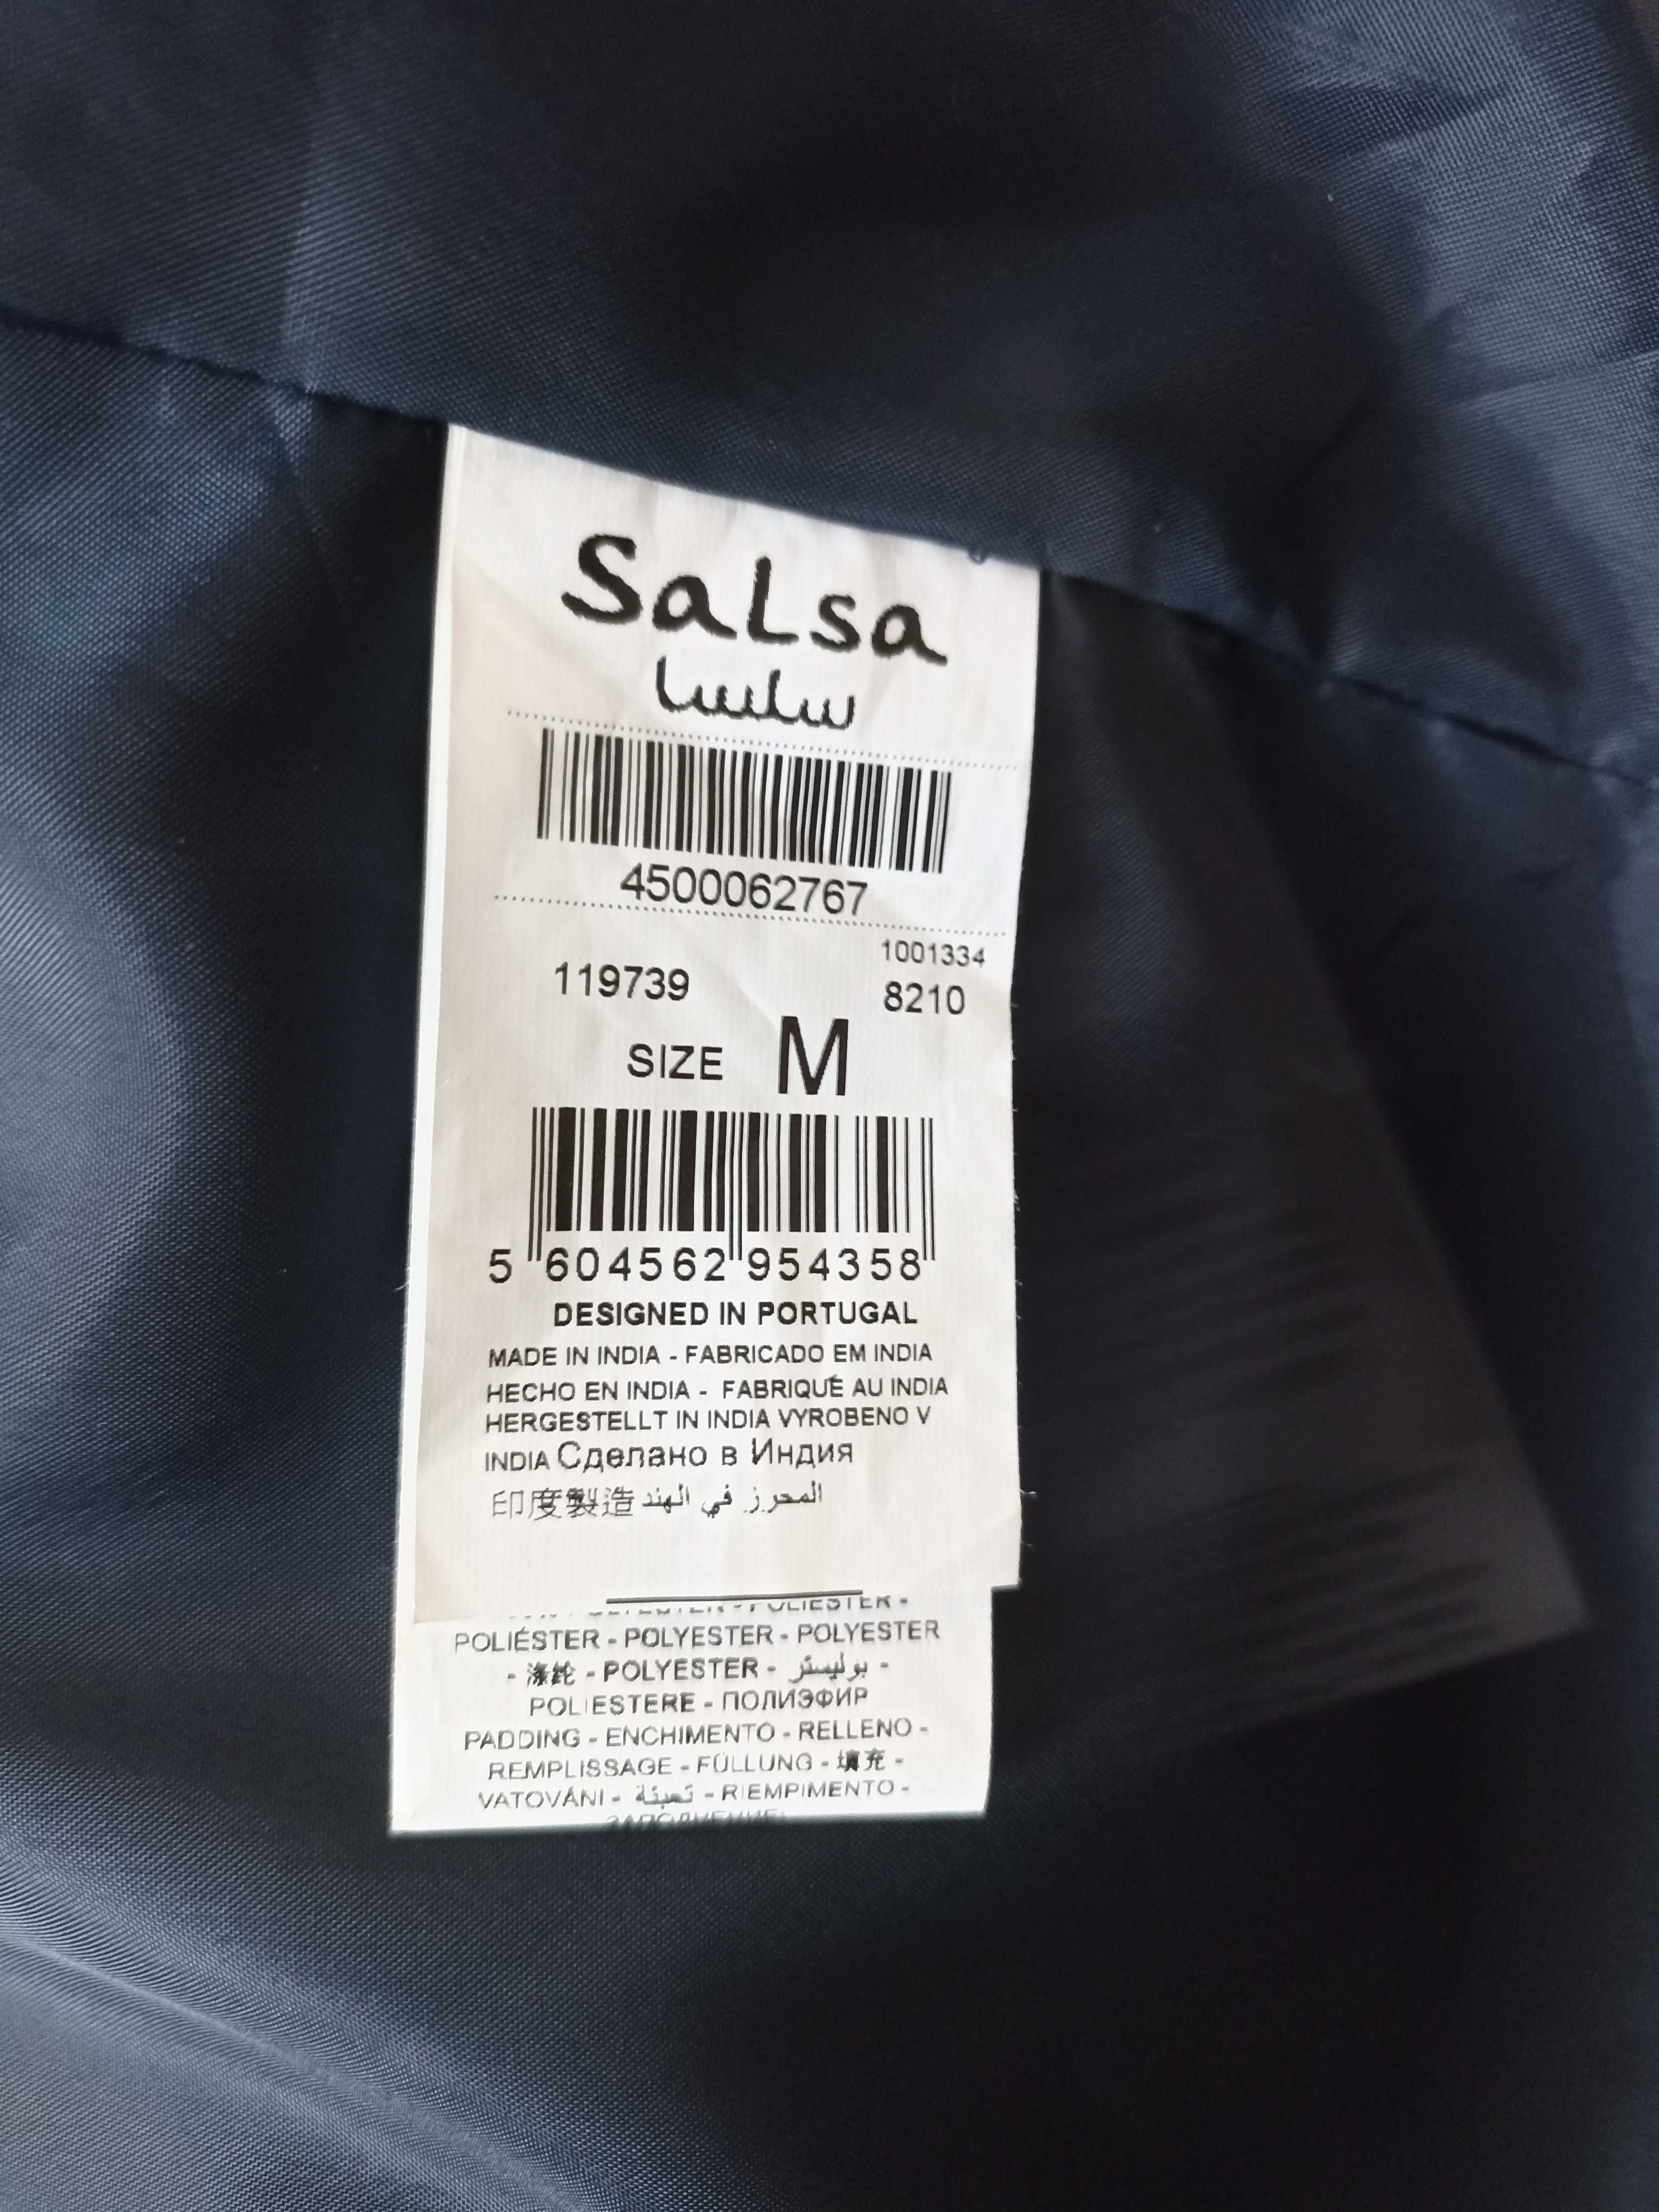 Salsa
سلسا
4500062767
1001334
119739 8210
SIZE M
5 604562 954358
DESIGNED IN PORTUGAL
MADE IN INDIA - FABRICADO EM INDIA
HECHO EN INDIA - FABRIQUÉ AU INDIA
HERGESTELLT IN INDIA VYROBENO V
INDIA Сделано в Индия
印度製造 المحرز في الهند
POLIESTER -
POLIÉSTER - POLYESTER - POLYESTER
- 涤纶 - POLYESTER - بوليستر -
POLIESTERE - ПОЛИЭФИР
PADDING - ENCHIMENTO - RELLENO -
REMPLISSAGE - FÜLLUNG - 填充 -
VATOVÁNI - تعبئة - RIEMPIMENTO -